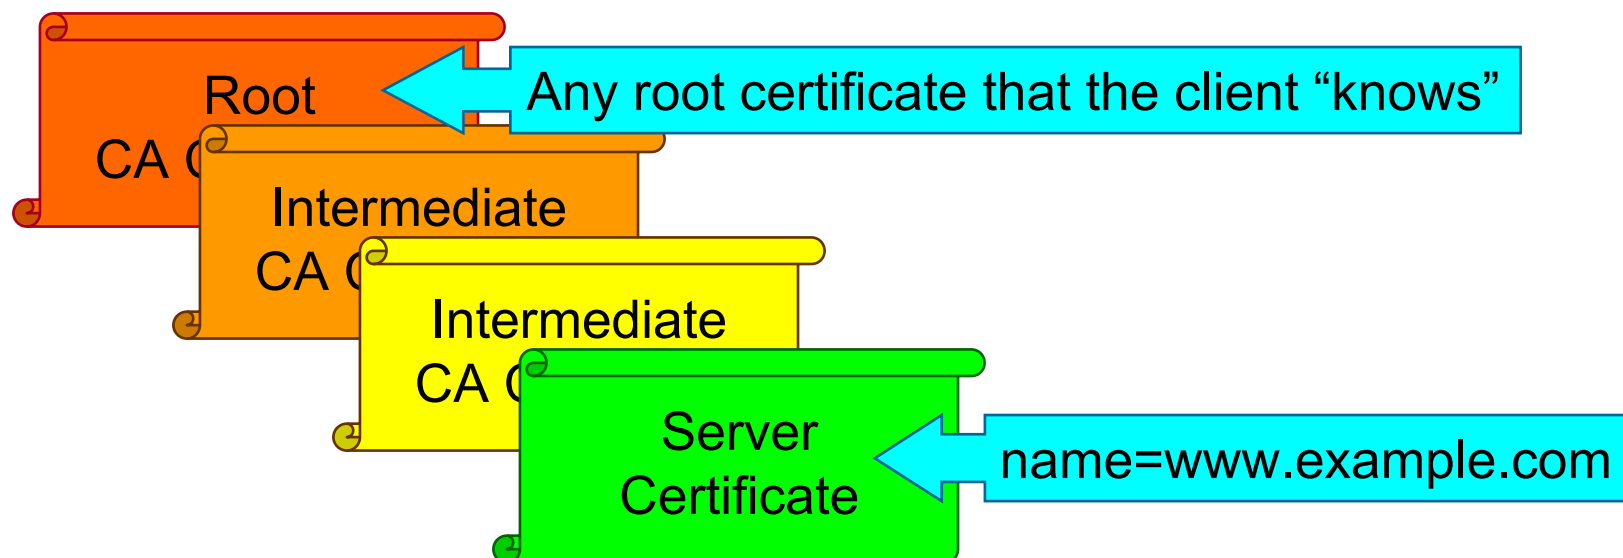 Root
CA C
Any root certificate that the client “knows”
Intermediate
CA C
Intermediate
CA C
Server
Certificate
name=www.example.com